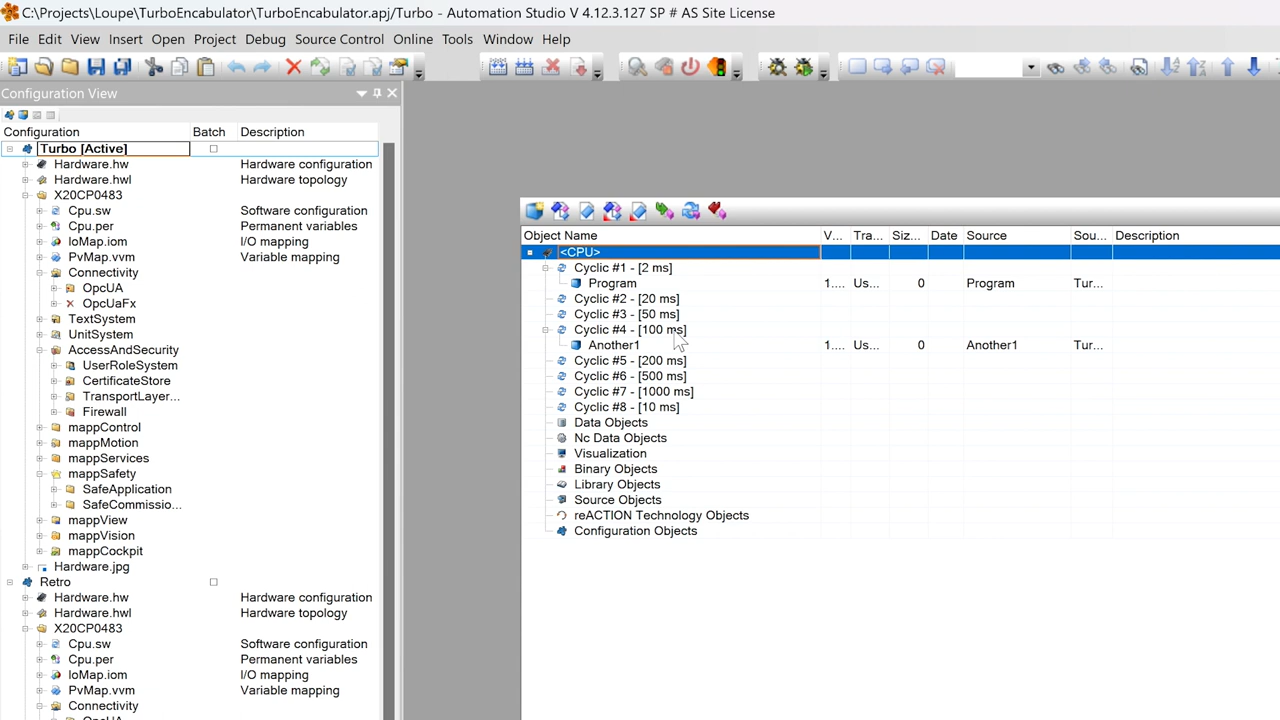 C:\Projects\Loupe\TurboEncabulator\TurboEncabulator.apj/Turbo - Automation Studio V 4.12.3.127 SP # AS Site License
File Edit View Insert Open Project Debug Source Control Online Tools Window Help
Configuration View
Configuration Batch Description
Turbo [Active]
Hardware.hw Hardware configuration
Hardware.hwl Hardware topology
X20CP0483
Cpu.sw Software configuration
Cpu.per Permanent variables
IoMap.iom I/O mapping
PvMap.vvm Variable mapping
Connectivity
OpcUA
OpcUaFx
TextSystem
UnitSystem
AccessAndSecurity
UserRoleSystem
CertificateStore
TransportLayer...
Firewall
mappControl
mappMotion
mappServices
mappSafety
SafeApplication
SafeCommissio...
mappView
mappVision
mappCockpit
Hardware.jpg
Retro
Hardware.hw Hardware configuration
Hardware.hwl Hardware topology
X20CP0483
Cpu.sw Software configuration
Cpu.per Permanent variables
IoMap.iom I/O mapping
PvMap.vvm Variable mapping
Connectivity
Object Name V... Tra... Siz... Date Source Sou... Description
<CPU>
Cyclic #1 - [2 ms]
Program 1.... Us... 0 Program Tur...
Cyclic #2 - [20 ms]
Cyclic #3 - [50 ms]
Cyclic #4 - [100 ms]
Another1 1.... Us... 0 Another1 Tur...
Cyclic #5 - [200 ms]
Cyclic #6 - [500 ms]
Cyclic #7 - [1000 ms]
Cyclic #8 - [10 ms]
Data Objects
Nc Data Objects
Visualization
Binary Objects
Library Objects
Source Objects
reACTION Technology Objects
Configuration Objects